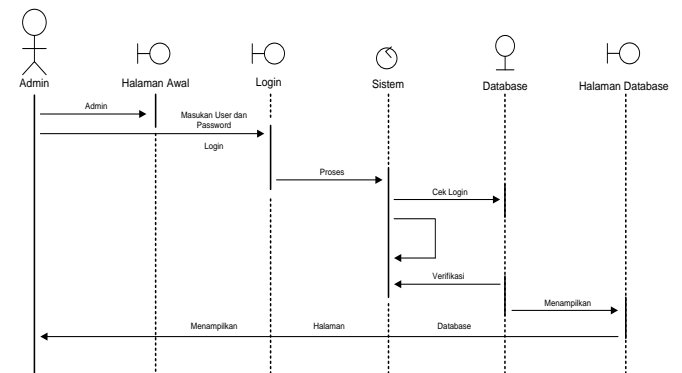 Admin
Halaman Awal
Login
Sistem
Database
Halaman Database
Admin
Masukan User dan
Password
Login
Proses
Cek Login
Verifikasi
Menampilkan
Menampilkan Halaman Database